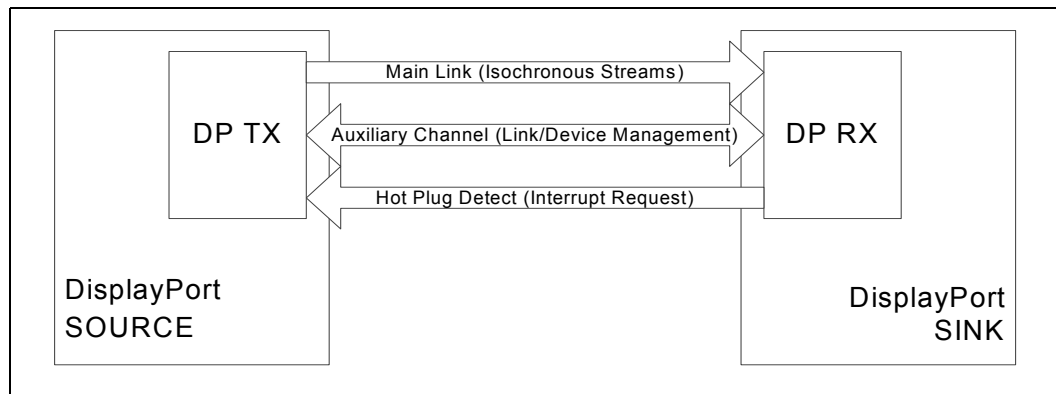 Main Link (Isochronous Streams)
DP TX
Auxiliary Channel (Link/Device Management)
DP RX
Hot Plug Detect (Interrupt Request)
DisplayPort
SOURCE
DisplayPort
SINK